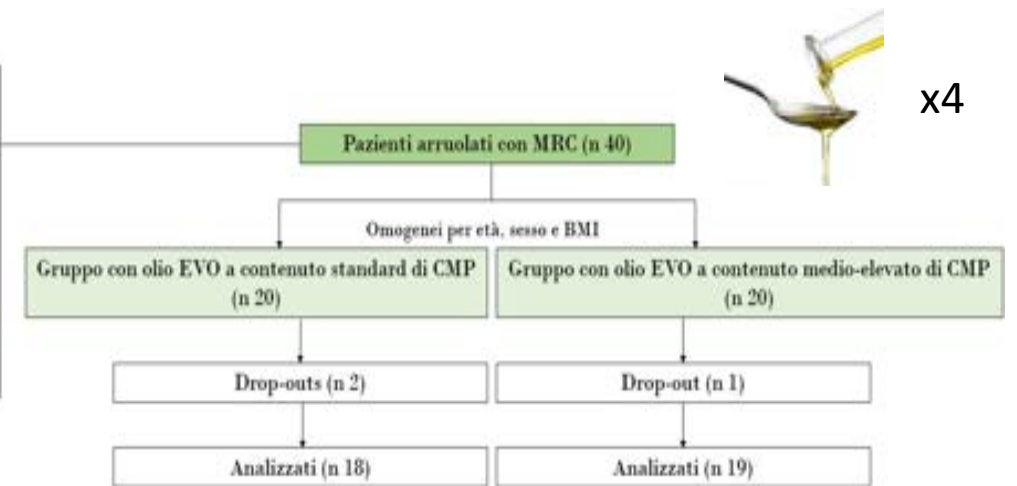 x4
Pazienti arruolati con MRC (n 40)
Omogenei per età, sesso e BMI
Gruppo con olio EVO a contenuto standard di CMP
(n 20)
Gruppo con olio EVO a contenuto medio-elevato di CMP
(n 20)
Drop-outs (n 2)
Drop-out (n 1)
Analizzati (n 18)
Analizzati (n 19)